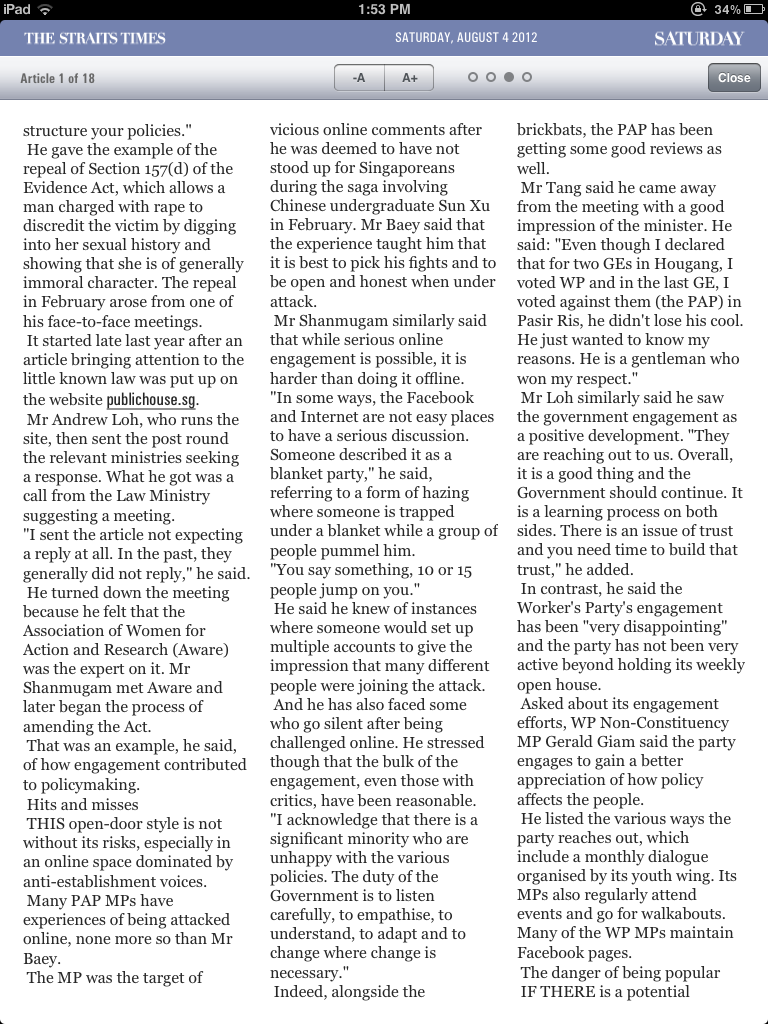 iPad 1:53 PM 34%
THE STRAITS TIMES SATURDAY, AUGUST 4 2012 SATURDAY
Article 1 of 18 -A A+ Close
structure your policies."
He gave the example of the
repeal of Section 157(d) of the
Evidence Act, which allows a
man charged with rape to
discredit the victim by digging
into her sexual history and
showing that she is of generally
immoral character. The repeal
in February arose from one of
his face-to-face meetings.
It started late last year after an
article bringing attention to the
little known law was put up on
the website publichouse.sg.
Mr Andrew Loh, who runs the
site, then sent the post round
the relevant ministries seeking
a response. What he got was a
call from the Law Ministry
suggesting a meeting.
"I sent the article not expecting
a reply at all. In the past, they
generally did not reply," he said.
He turned down the meeting
because he felt that the
Association of Women for
Action and Research (Aware)
was the expert on it. Mr
Shanmugam met Aware and
later began the process of
amending the Act.
That was an example, he said,
of how engagement contributed
to policymaking.
Hits and misses
THIS open-door style is not
without its risks, especially in
an online space dominated by
anti-establishment voices.
Many PAP MPs have
experiences of being attacked
online, none more so than Mr
Baey.
The MP was the target of
vicious online comments after
he was deemed to have not
stood up for Singaporeans
during the saga involving
Chinese undergraduate Sun Xu
in February. Mr Baey said that
the experience taught him that
it is best to pick his fights and to
be open and honest when under
attack.
Mr Shanmugam similarly said
that while serious online
engagement is possible, it is
harder than doing it offline.
"In some ways, the Facebook
and Internet are not easy places
to have a serious discussion.
Someone described it as a
blanket party," he said,
referring to a form of hazing
where someone is trapped
under a blanket while a group of
people pummel him.
"You say something, 10 or 15
people jump on you."
He said he knew of instances
where someone would set up
multiple accounts to give the
impression that many different
people were joining the attack.
And he has also faced some
who go silent after being
challenged online. He stressed
though that the bulk of the
engagement, even those with
critics, have been reasonable.
"I acknowledge that there is a
significant minority who are
unhappy with the various
policies. The duty of the
Government is to listen
carefully, to empathise, to
understand, to adapt and to
change where change is
necessary."
Indeed, alongside the
brickbats, the PAP has been
getting some good reviews as
well.
Mr Tang said he came away
from the meeting with a good
impression of the minister. He
said: "Even though I declared
that for two GEs in Hougang, I
voted WP and in the last GE, I
voted against them (the PAP) in
Pasir Ris, he didn't lose his cool.
He just wanted to know my
reasons. He is a gentleman who
won my respect."
Mr Loh similarly said he saw
the government engagement as
a positive development. "They
are reaching out to us. Overall,
it is a good thing and the
Government should continue. It
is a learning process on both
sides. There is an issue of trust
and you need time to build that
trust," he added.
In contrast, he said the
Worker's Party's engagement
has been "very disappointing"
and the party has not been very
active beyond holding its weekly
open house.
Asked about its engagement
efforts, WP Non-Constituency
MP Gerald Giam said the party
engages to gain a better
appreciation of how policy
affects the people.
He listed the various ways the
party reaches out, which
include a monthly dialogue
organised by its youth wing. Its
MPs also regularly attend
events and go for walkabouts.
Many of the WP MPs maintain
Facebook pages.
The danger of being popular
IF THERE is a potential